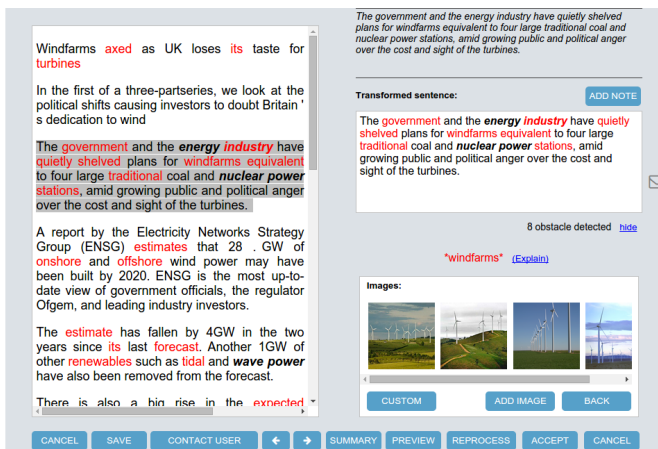 Windfarms axed as UK loses its taste for
turbines
In the first of a three-partseries, we look at the
political shifts causing investors to doubt Britain '
s dedication to wind
The government and the energy industry have
quietly shelved plans for windfarms equivalent
to four large traditional coal and nuclear power
stations, amid growing public and political anger
over the cost and sight of the turbines.
A report by the Electricity Networks Strategy
Group (ENSG) estimates that 28 . GW of
onshore and offshore wind power may have
been built by 2020. ENSG is the most up-to-
date view of government officials, the regulator
Ofgem, and leading industry investors.
The estimate has fallen by 4GW in the two
years since its last forecast. Another 1GW of
other renewables such as tidal and wave power
have also been removed from the forecast.
There is also a big rise in the expected
The government and the energy industry have quietly shelved
plans for windfarms equivalent to four large traditional coal and
nuclear power stations, amid growing public and political anger
over the cost and sight of the turbines.
Transformed sentence:
ADD NOTE
The government and the energy industry have quietly
shelved plans for windfarms equivalent to four large
traditional coal and nuclear power stations, amid
growing public and political anger over the cost and
sight of the turbines.
8 obstacle detected hide
*windfarms* (Explain)
Images:
CUSTOM ADD IMAGE BACK
CANCEL SAVE CONTACT USER SUMMARY PREVIEW REPROCESS ACCEPT CANCEL